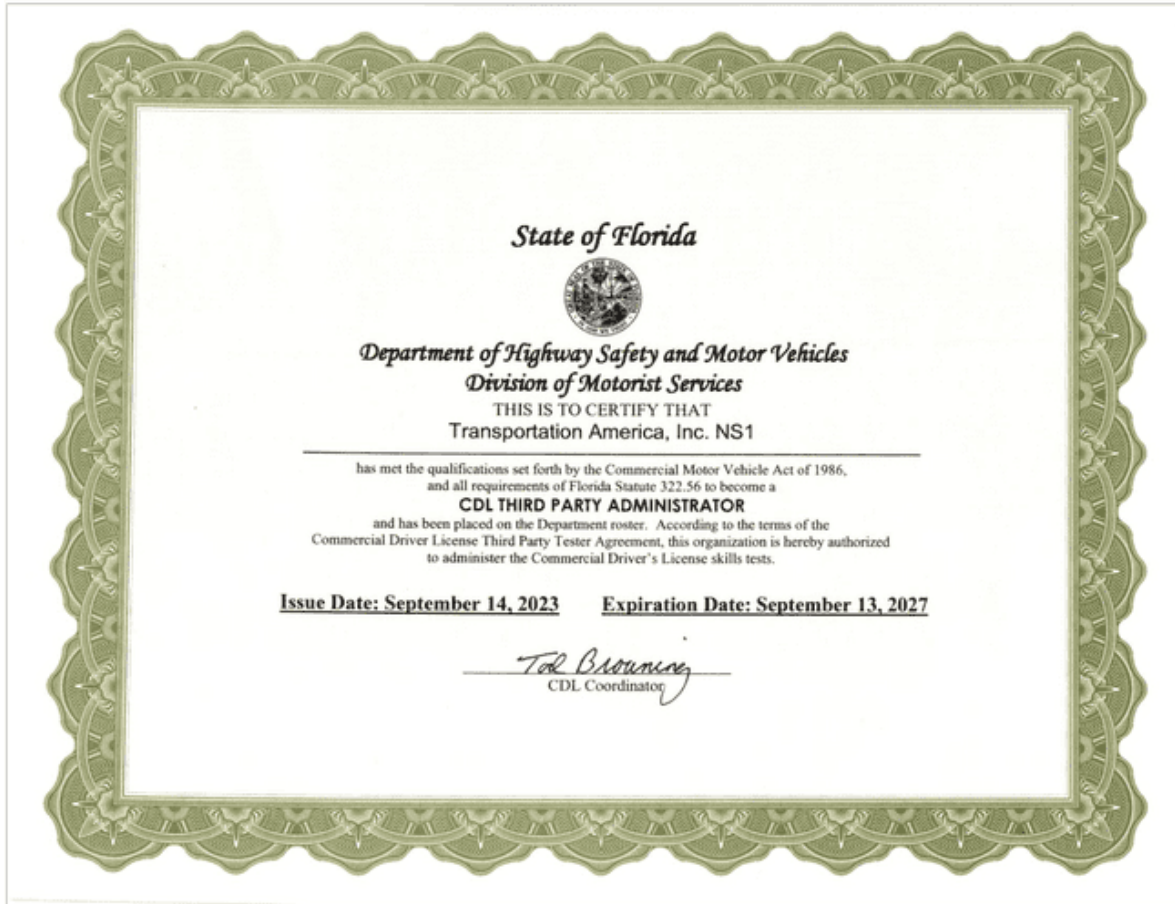 State of Florida
Department of Highway Safety and Motor Vehicles
Division of Motorist Services
THIS IS TO CERTIFY THAT
Transportation America, Inc. NS1
has met the qualifications set forth by the Commercial Motor Vehicle Act of 1986,
and all requirements of Florida Statute 322.56 to become a
CDL THIRD PARTY ADMINISTRATOR
and has been placed on the Department roster. According to the terms of the
Commercial Driver License Third Party Tester Agreement, this organization is hereby authorized
to administer the Commercial Driver's License skills tests.
Issue Date: September 14, 2023 Expiration Date: September 13, 2027
Tod Browning
CDL Coordinator